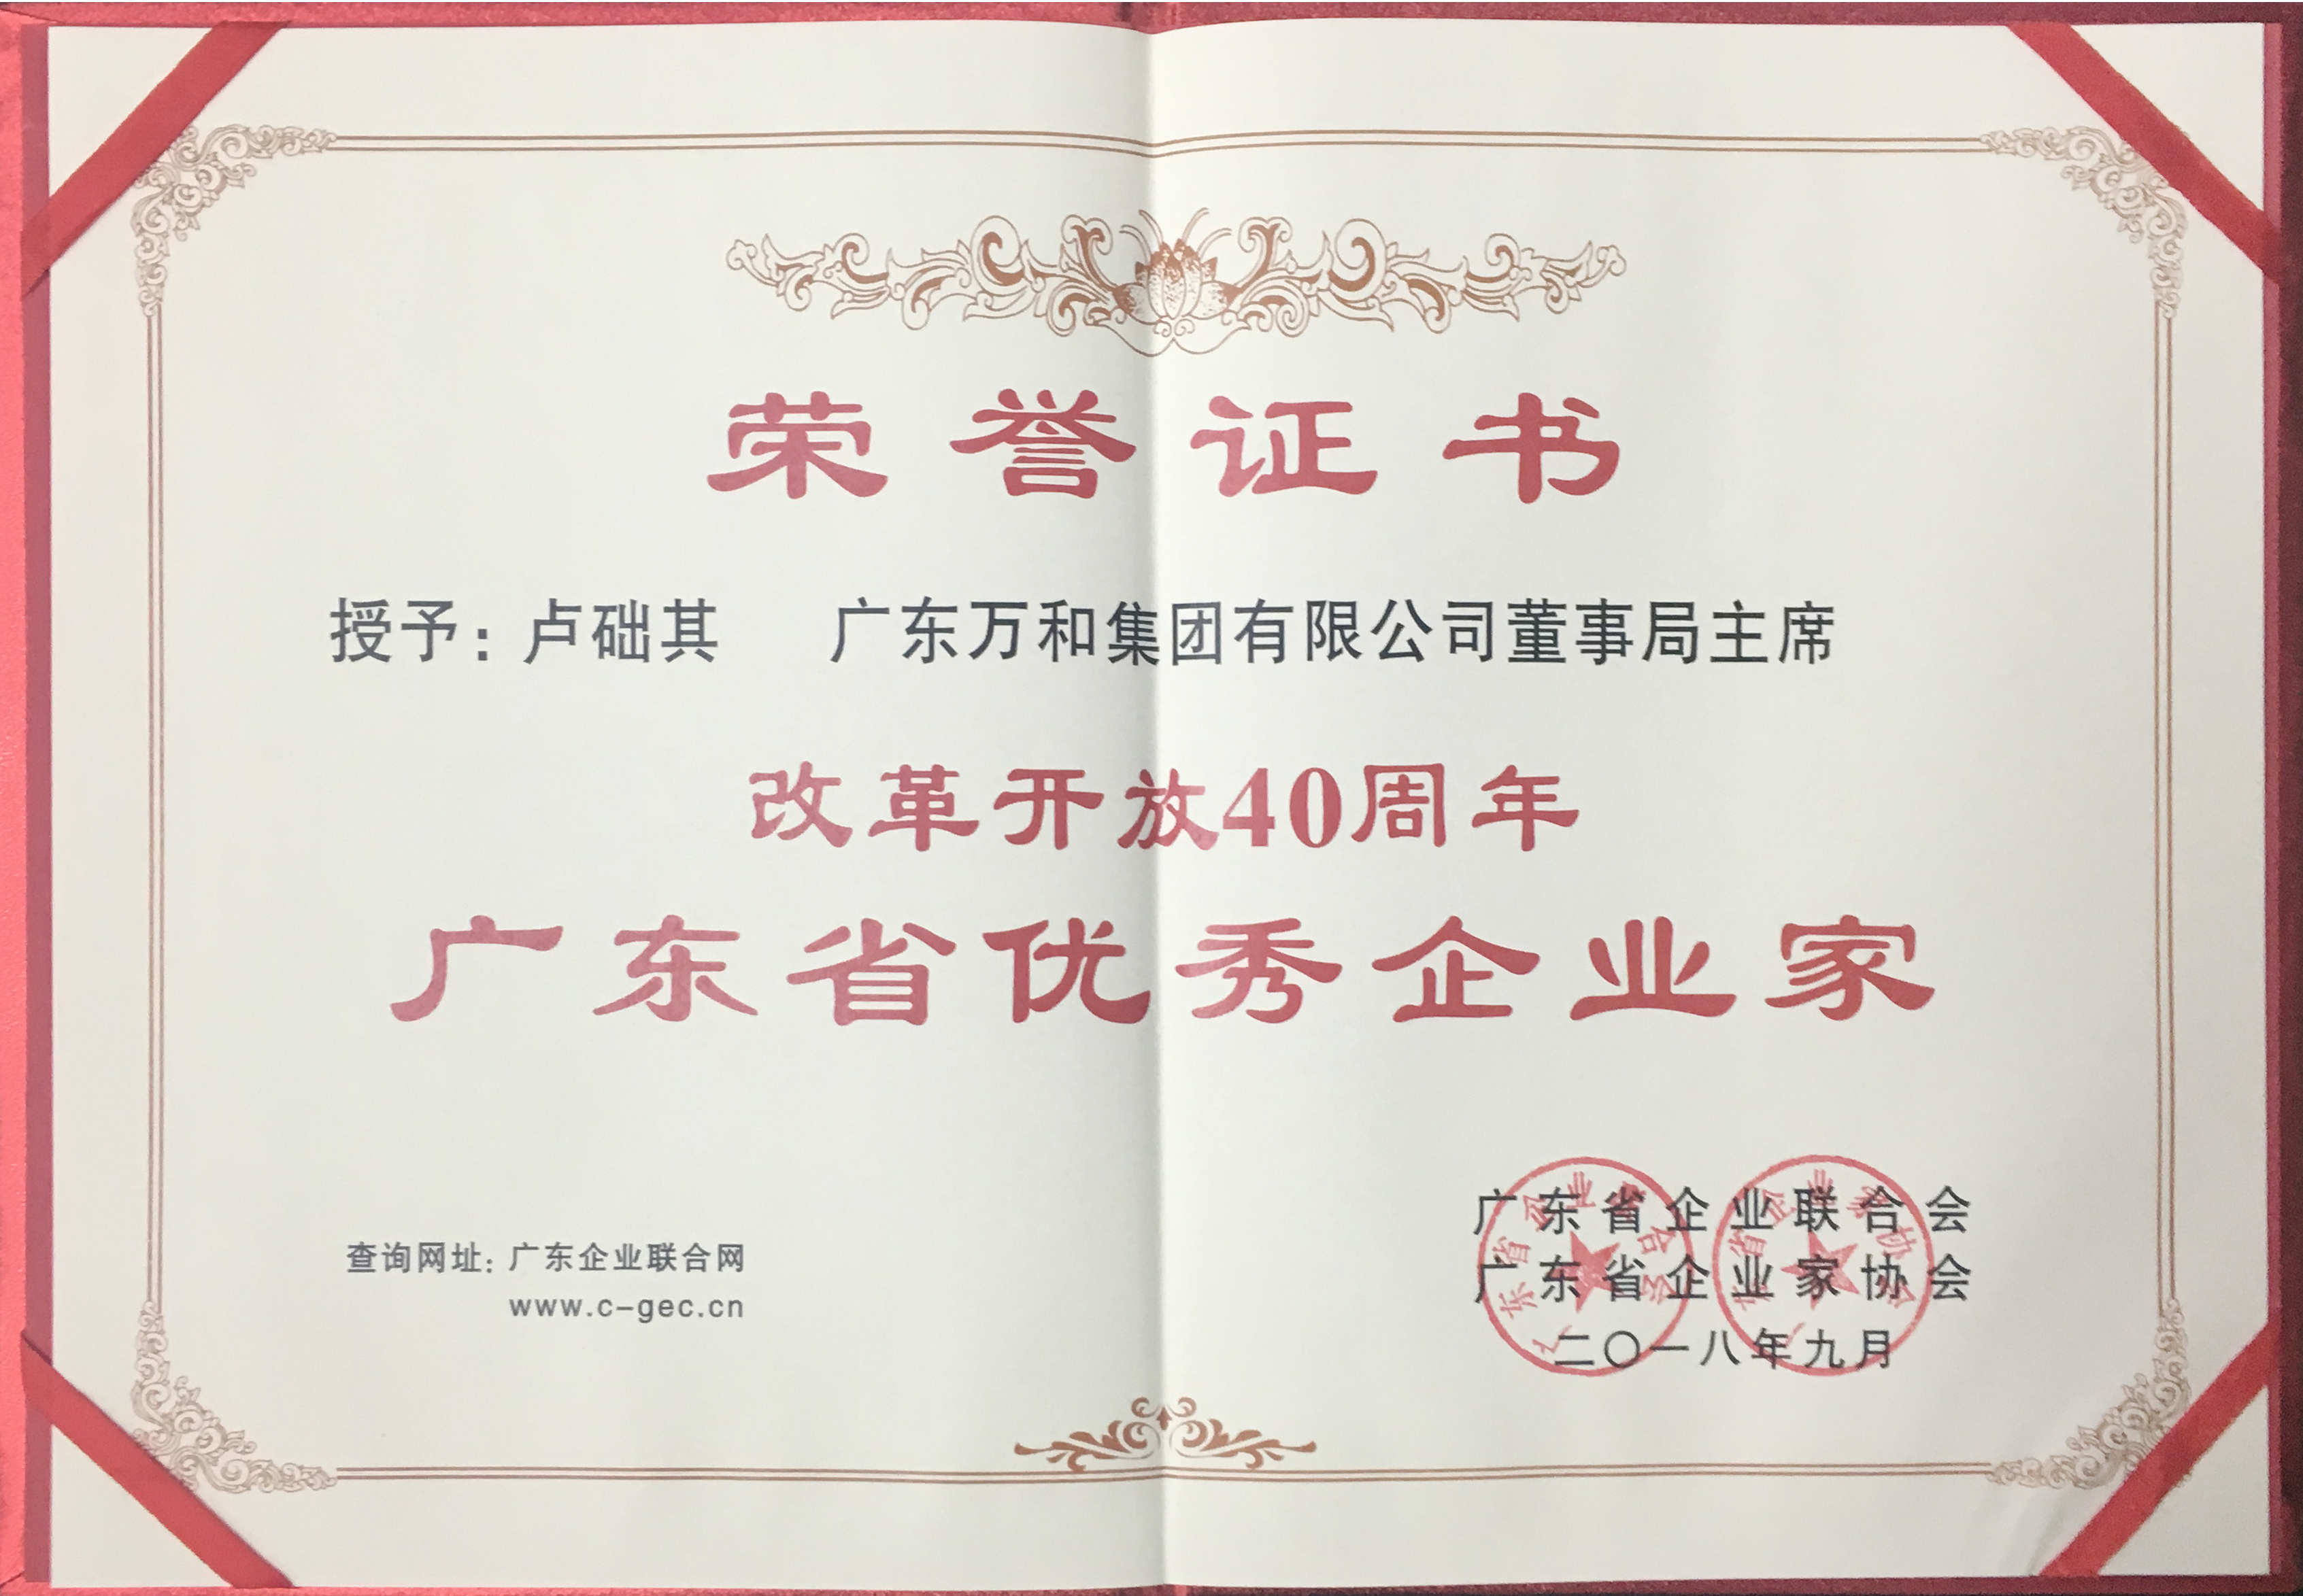 荣誉证书
授予：卢础其 广东万和集团有限公司董事局主席
改革开放40周年
广东省优秀企业家
广东省企业联合会
广东省企业家协会
二〇一八年九月
查询网址：广东企业联合网
www.c-gec.cn